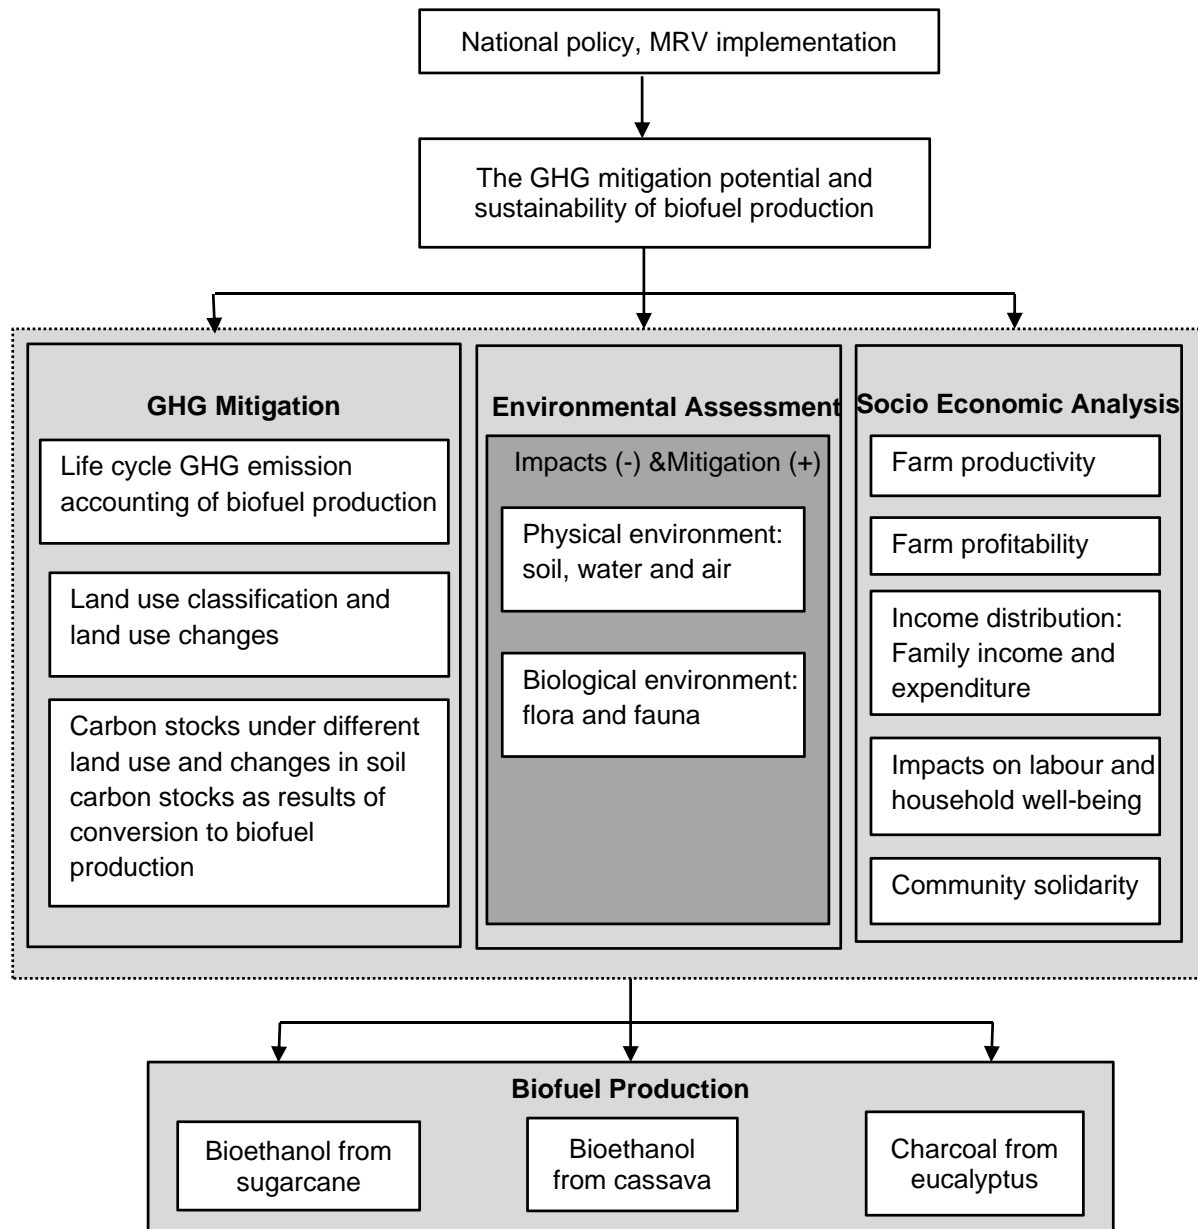 National policy, MRV implementation
The GHG mitigation potential and
sustainability of biofuel production
GHG Mitigation
Life cycle GHG emission
accounting of biofuel production
Land use classification and
land use changes
Carbon stocks under different
land use and changes in soil
carbon stocks as results of
conversion to biofuel
production
Environmental Assessment
Impacts (-) &Mitigation (+)
Physical environment:
soil, water and air
Biological environment:
flora and fauna
Socio Economic Analysis
Farm productivity
Farm profitability
Income distribution:
Family income and
expenditure
Impacts on labour and
household well-being
Community solidarity
Biofuel Production
Bioethanol from
sugarcane
Bioethanol
from cassava
Charcoal from
eucalyptus